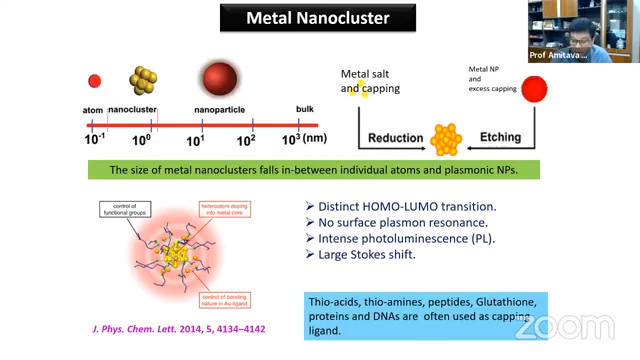 Metal Nanocluster
Prof Amitava
atom
nanocluster
nanoparticle
bulk
10-1
10⁰
10¹
10²
10³ (nm)
Metal salt
and capping
Metal NP
and
excess capping
Reduction
Etching
The size of metal nanoclusters falls in-between individual atoms and plasmonic NPs.
control of
functional groups
heteroatom doping
into metal core
control of bonding
nature in Au-ligand
J. Phys. Chem. Lett. 2014, 5, 4134–4142
Distinct HOMO-LUMO transition.
No surface plasmon resonance.
Intense photoluminescence (PL).
Large Stokes shift.
Thio-acids, thio-amines, peptides, Glutathione,
proteins and DNAs are often used as capping
ligand.
zoom